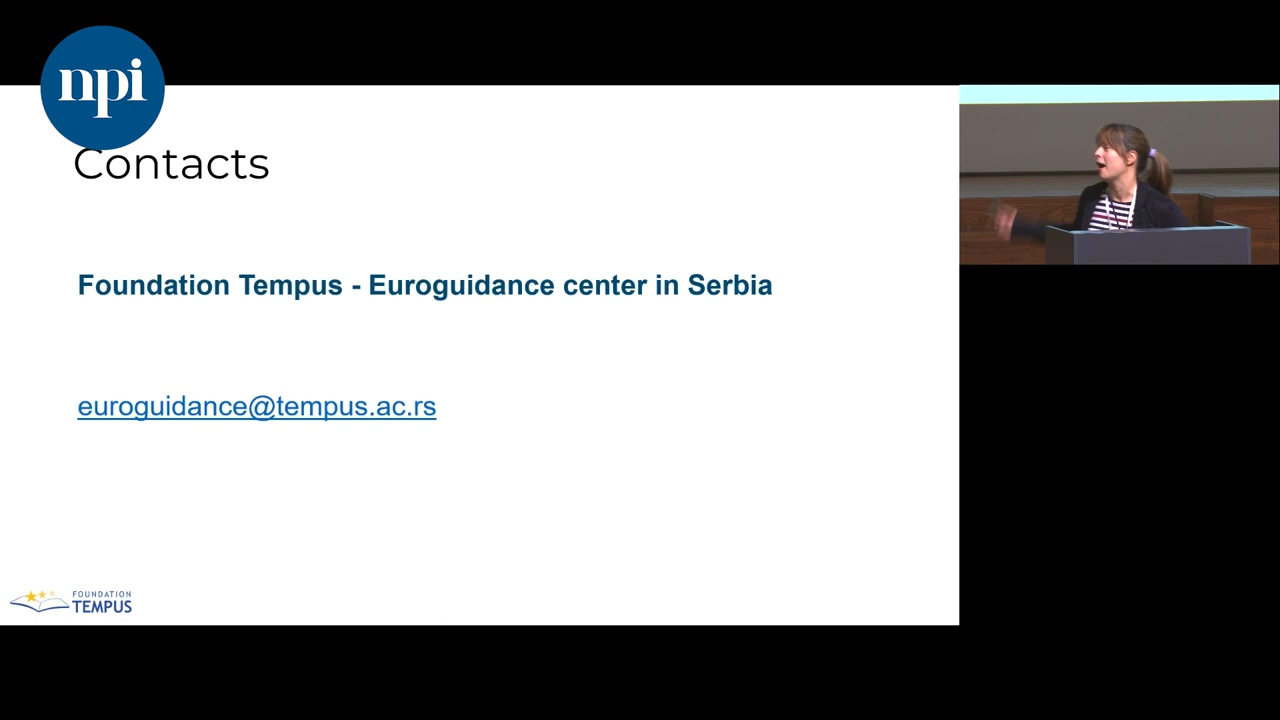 npi
Contacts
Foundation Tempus - Euroguidance center in Serbia
euroguidance@tempus.ac.rs
FOUNDATION
TEMPUS